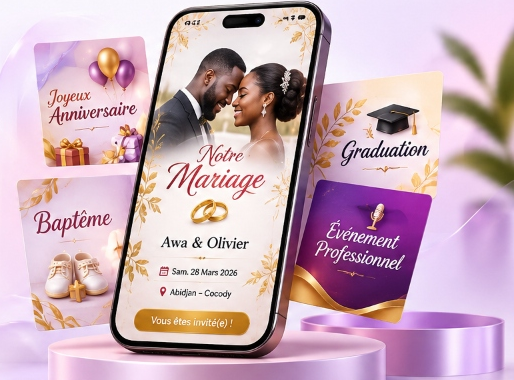 Joyeux
Anniversaire
Baptême
Notre
Mariage
Awa & Olivier
Sam. 28 Mars 2026
Abidjan – Cocody
Vous êtes invité(e) !
Graduation
Événement
Professionnel